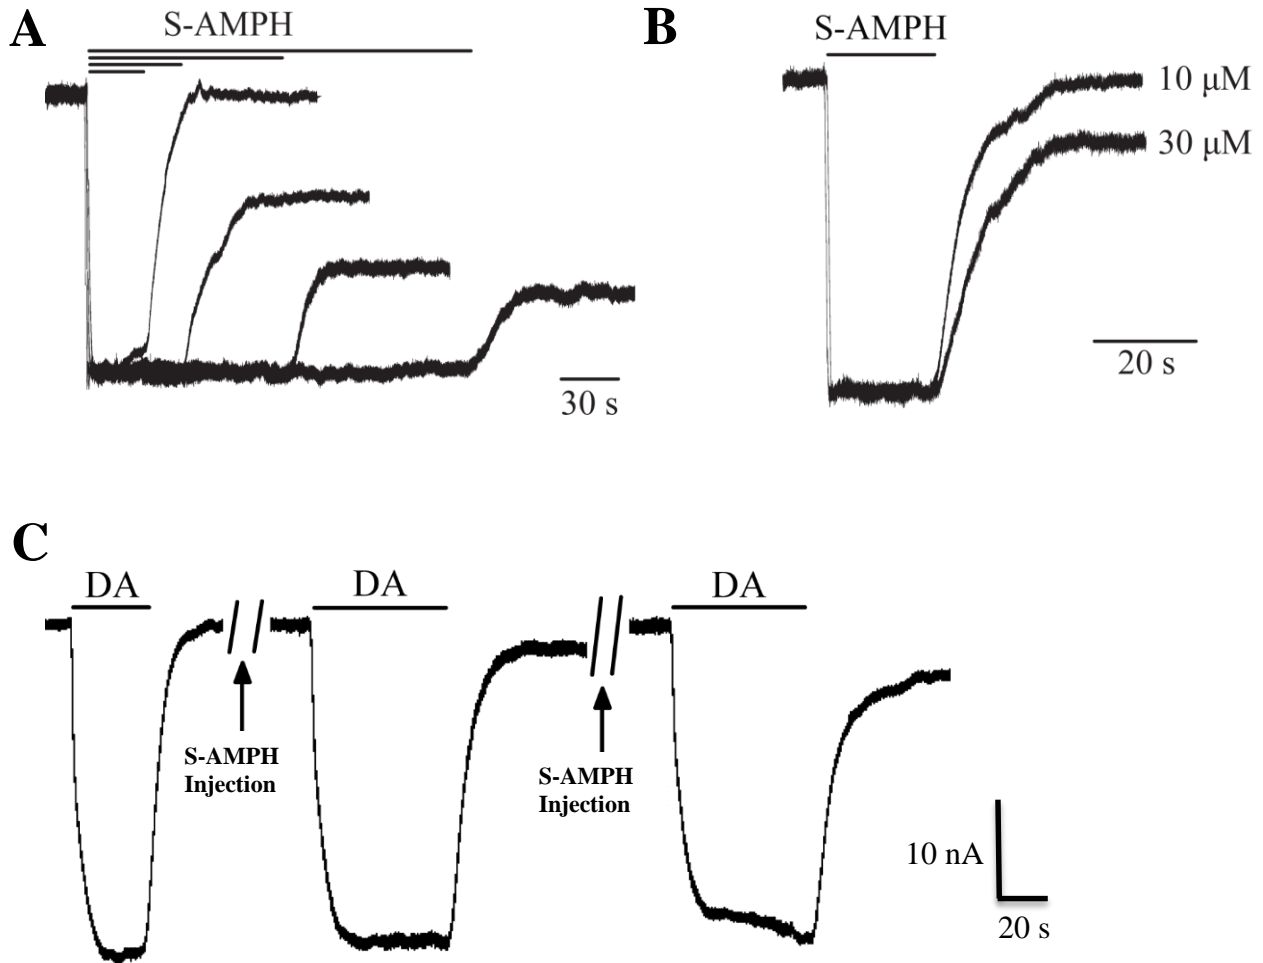 A
S-AMPH
30 s
B
S-AMPH
10 μM
30 μM
20 s
C
DA
DA
DA
S-AMPH
Injection
S-AMPH
Injection
10 nA
20 s